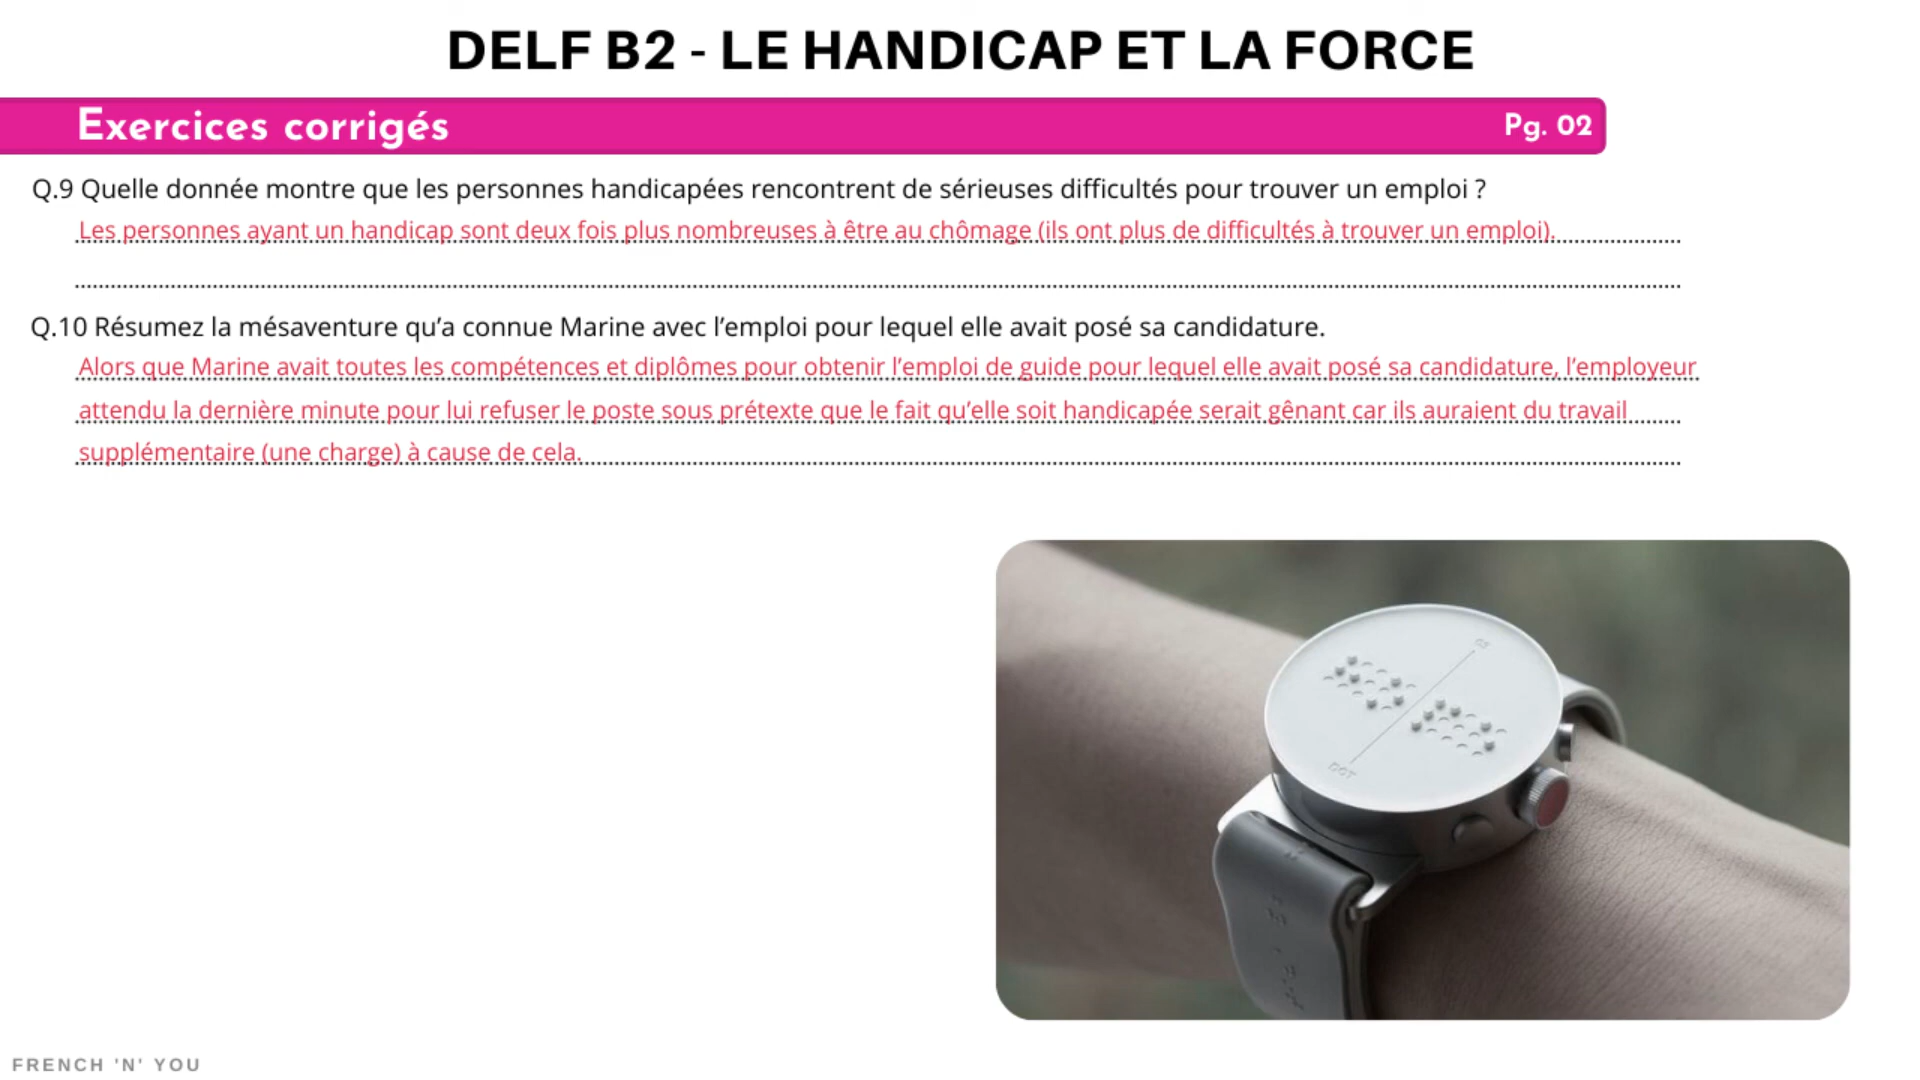 DELF B2 - LE HANDICAP ET LA FORCE
Exercices corrigés
Pg. 02
Q.9 Quelle donnée montre que les personnes handicapées rencontrent de sérieuses difficultés pour trouver un emploi ?
Les personnes ayant un handicap sont deux fois plus nombreuses à être au chômage (ils ont plus de difficultés à trouver un emploi).
Q.10 Résumez la mésaventure qu’a connue Marine avec l’emploi pour lequel elle avait posé sa candidature.
Alors que Marine avait toutes les compétences et diplômes pour obtenir l’emploi de guide pour lequel elle avait posé sa candidature, l’employeur
attendu la dernière minute pour lui refuser le poste sous prétexte que le fait qu’elle soit handicapée serait gênant car ils auraient du travail
supplémentaire (une charge) à cause de cela.
DOT
FRENCH 'N' YOU